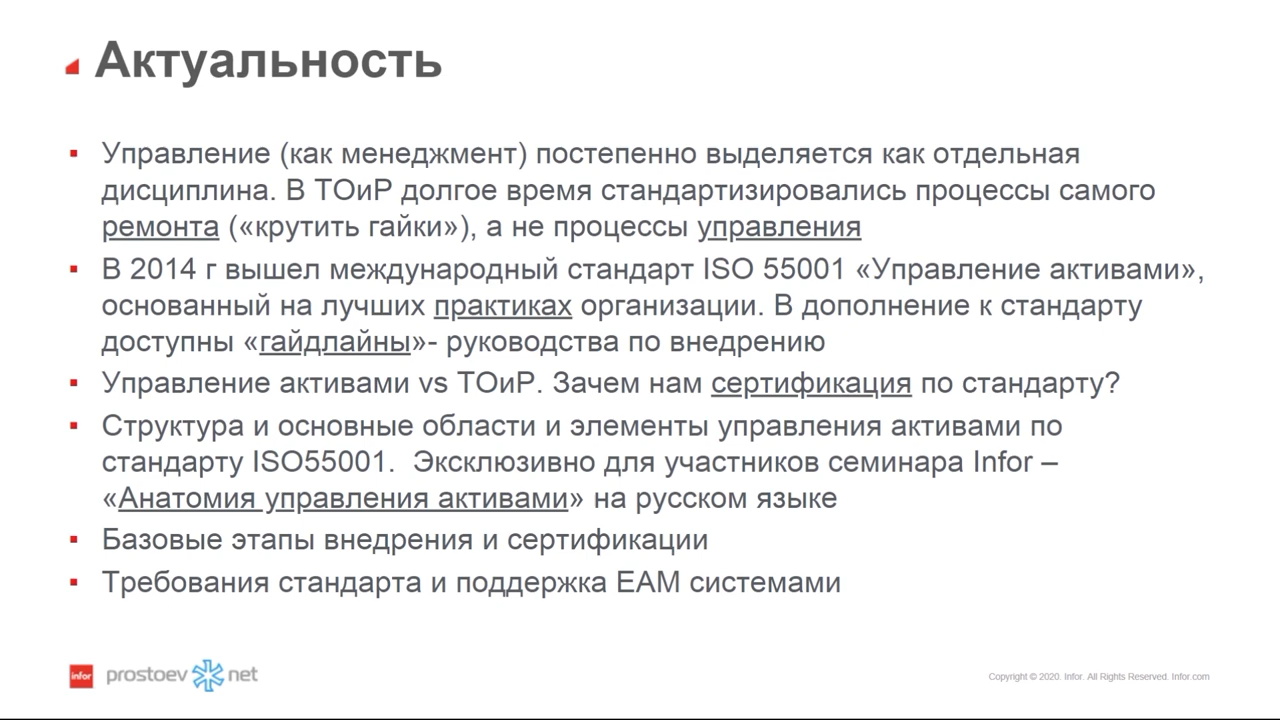 Актуальность
Управление (как менеджмент) постепенно выделяется как отдельная
дисциплина. В ТОиР долгое время стандартизировались процессы самого
ремонта («крутить гайки»), а не процессы управления
В 2014 г вышел международный стандарт ISO 55001 «Управление активами»,
основанный на лучших практиках организации. В дополнение к стандарту
доступны «гайдлайны»- руководства по внедрению
Управление активами vs ТОиР. Зачем нам сертификация по стандарту?
Структура и основные области и элементы управления активами по
стандарту ISO55001.  Эксклюзивно для участников семинара Infor –
«Анатомия управления активами» на русском языке
Базовые этапы внедрения и сертификации
Требования стандарта и поддержка ЕАМ системами
infor prostoev net
Copyright © 2020. Infor. All Rights Reserved. Infor.com